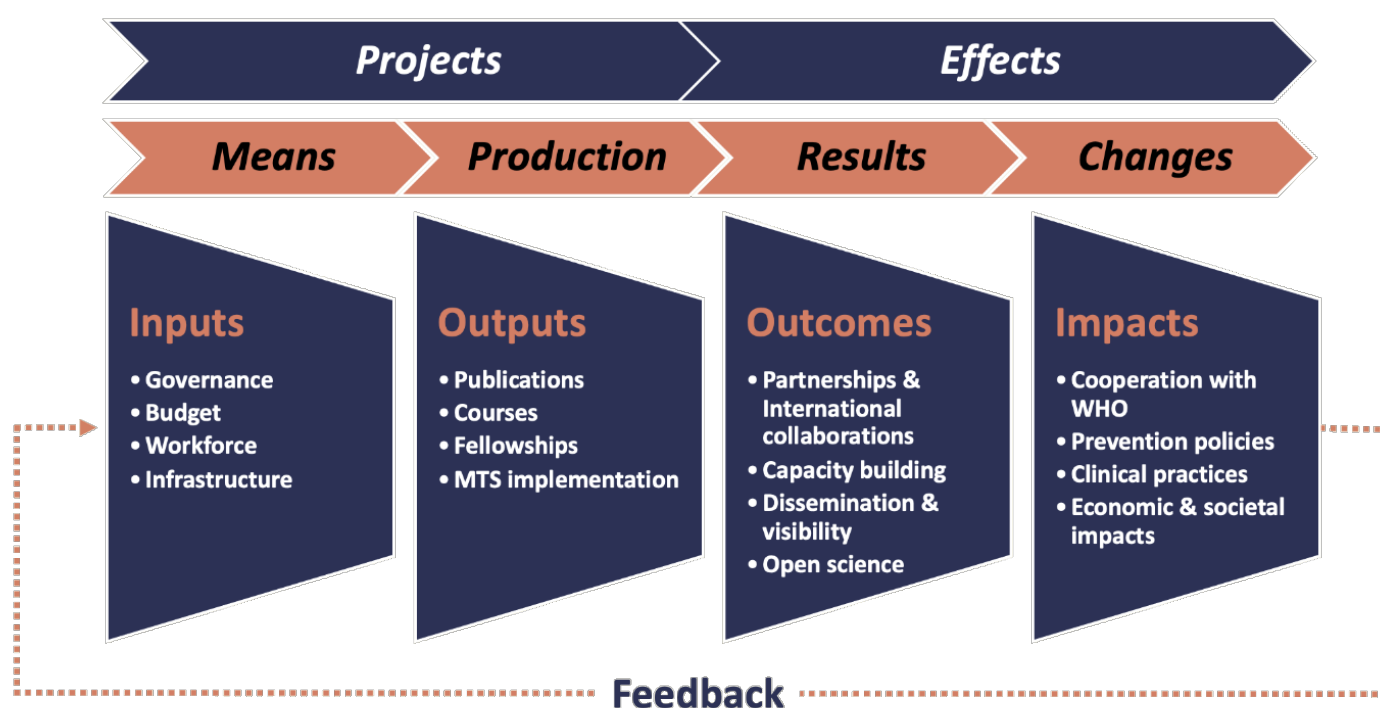 Projects
Effects
Means
Production
Results
Changes
Inputs
• Governance
• Budget
• Workforce
• Infrastructure
Outputs
• Publications
• Courses
• Fellowships
• MTS implementation
Outcomes
• Partnerships &
International
collaborations
• Capacity building
• Dissemination &
visibility
• Open science
Impacts
• Cooperation with
WHO
• Prevention policies
• Clinical practices
• Economic & societal
impacts
Feedback